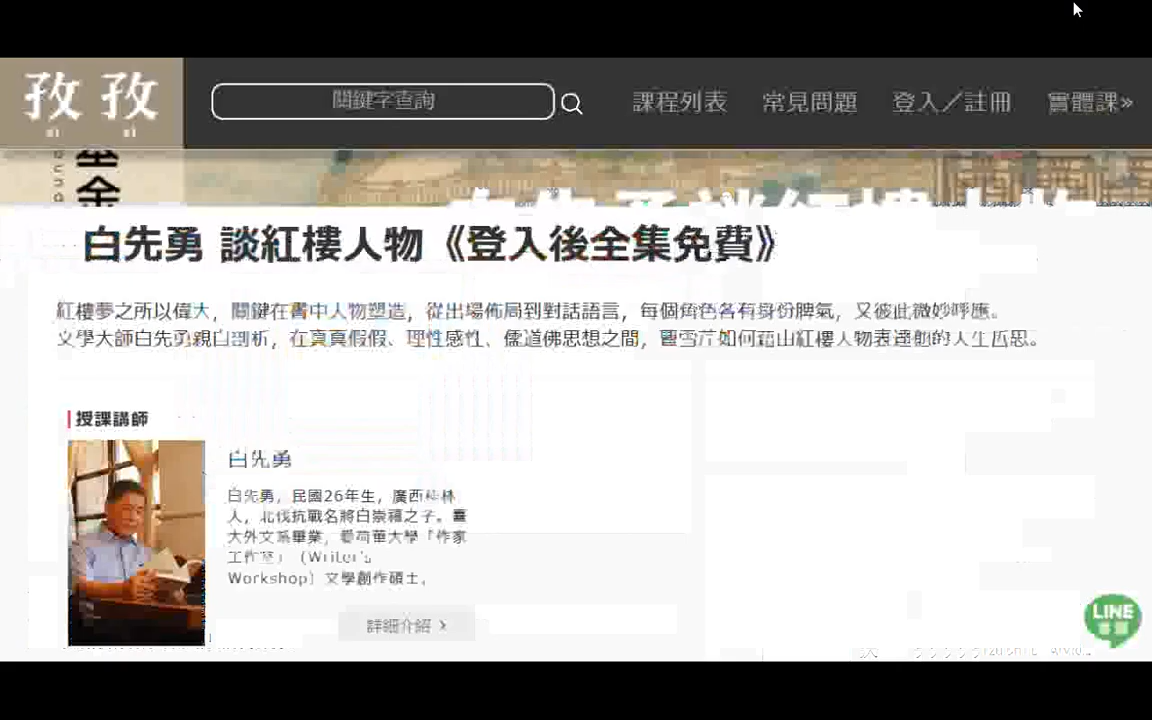 孜孜
關鍵字查詢
課程列表
常見問題
登入／註冊
實體課»
白先勇 談紅樓人物《登入後全集免費》
紅樓夢之所以偉大，關鍵在書中人物塑造，從出場佈局到對話語言，每個角色各有身份脾氣，又彼此微妙呼應。
文學大師白先勇親自剖析，在真真假假、理性感性、儒道佛思想之間，曹雪芹如何藉由紅樓人物表達他的人生哲思。
授課講師
白先勇
白先勇，民國26年生，廣西桂林
人，北伐抗戰名將白崇禧之子。臺
大外文系畢業，愛荷華大學「作家
工作室」（Writer's
Workshop）文學創作碩士。
詳細介紹 ›
LINE
客服